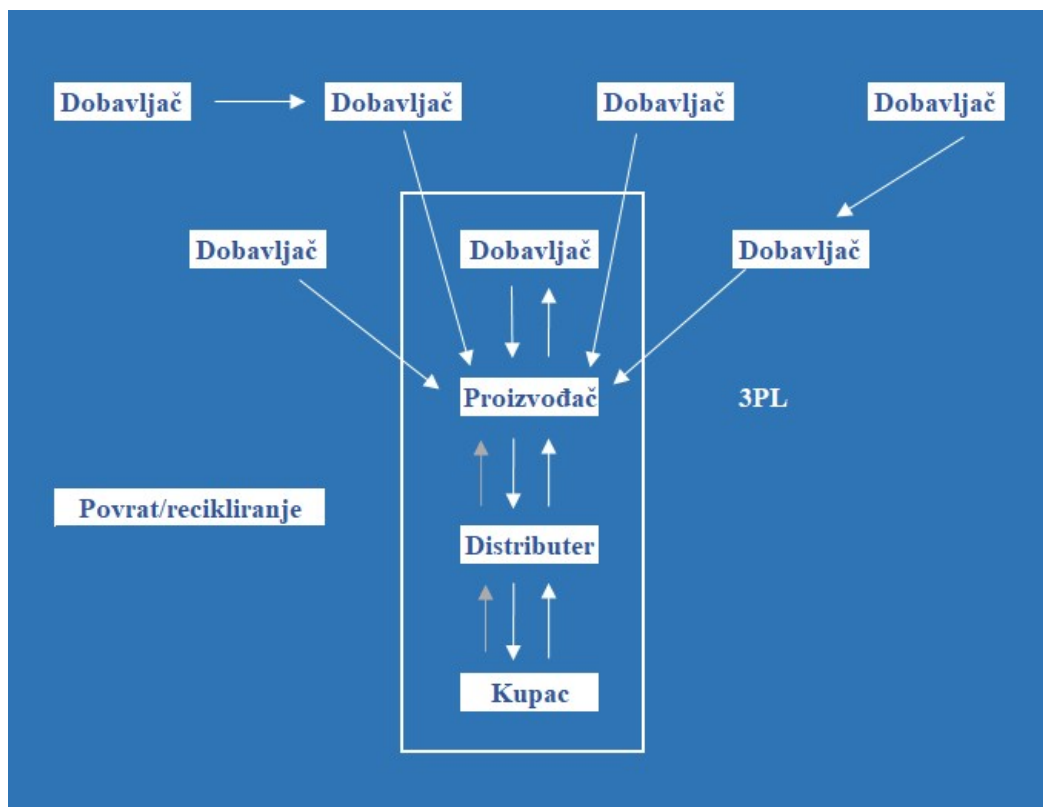 Dobavljač
Dobavljač
Dobavljač
Dobavljač
Dobavljač
Dobavljač
Dobavljač
Proizvođač
3PL
Povrat/recikliranje
Distributer
Kupac